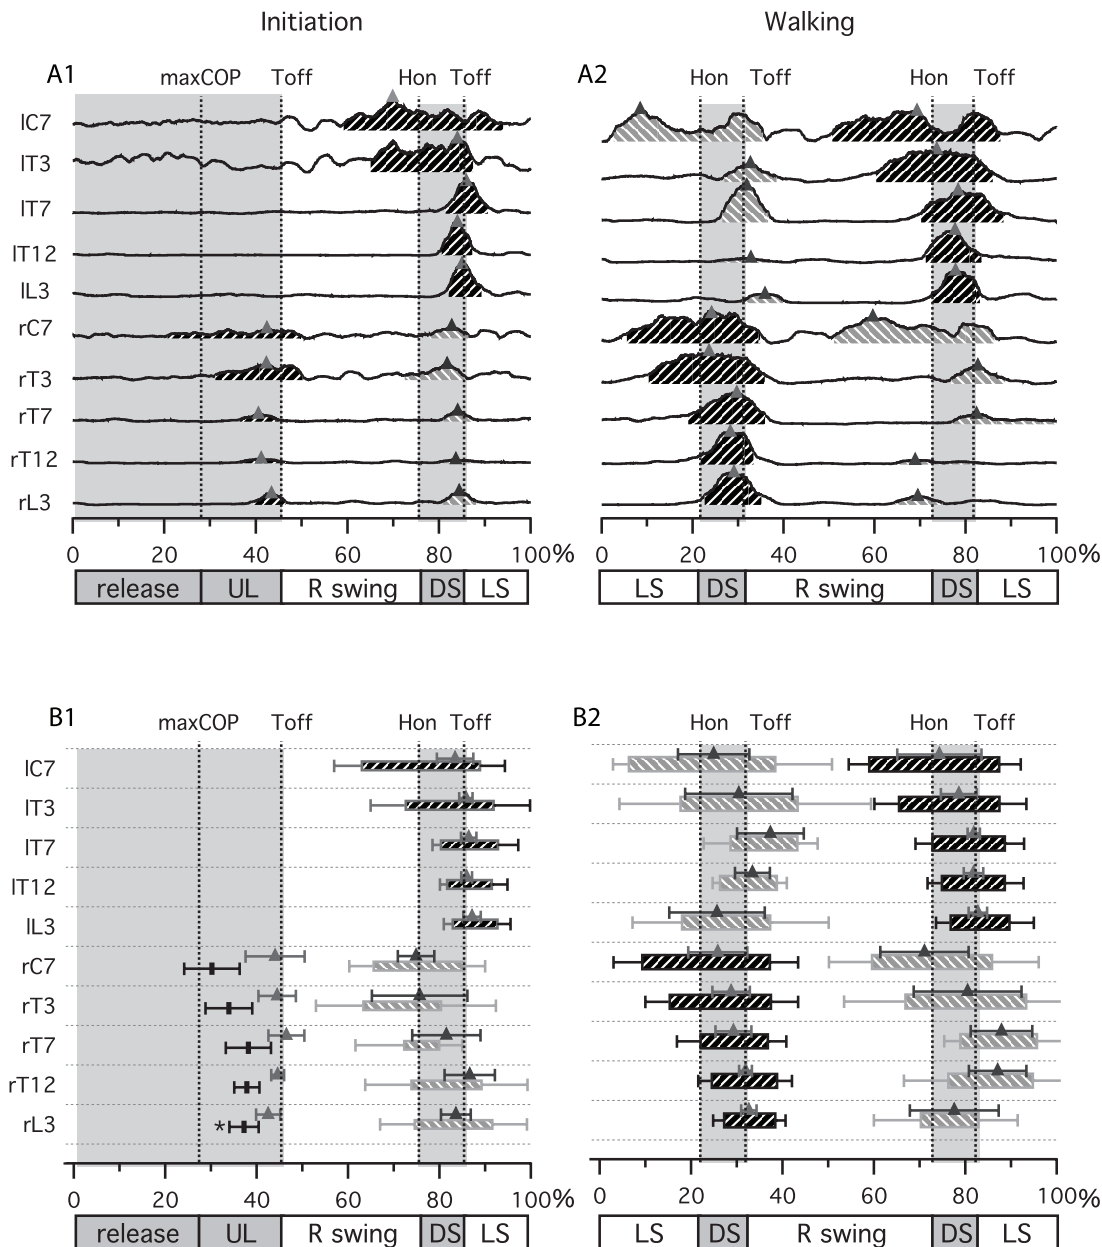 Initiation
Walking
A1
maxCOP Toff Hon Toff
A2
Hon Toff Hon Toff
lC7
lT3
lT7
lT12
lL3
rC7
rT3
rT7
rT12
rL3
0 20 40 60 80 100%
0 20 40 60 80 100%
release UL R swing DS LS
LS DS R swing DS LS
B1
maxCOP Toff Hon Toff
B2
Hon Toff Hon Toff
lC7
lT3
lT7
lT12
lL3
rC7
rT3
rT7
rT12
rL3
*
0 20 40 60 80 100%
0 20 40 60 80 100%
release UL R swing DS LS
LS DS R swing DS LS